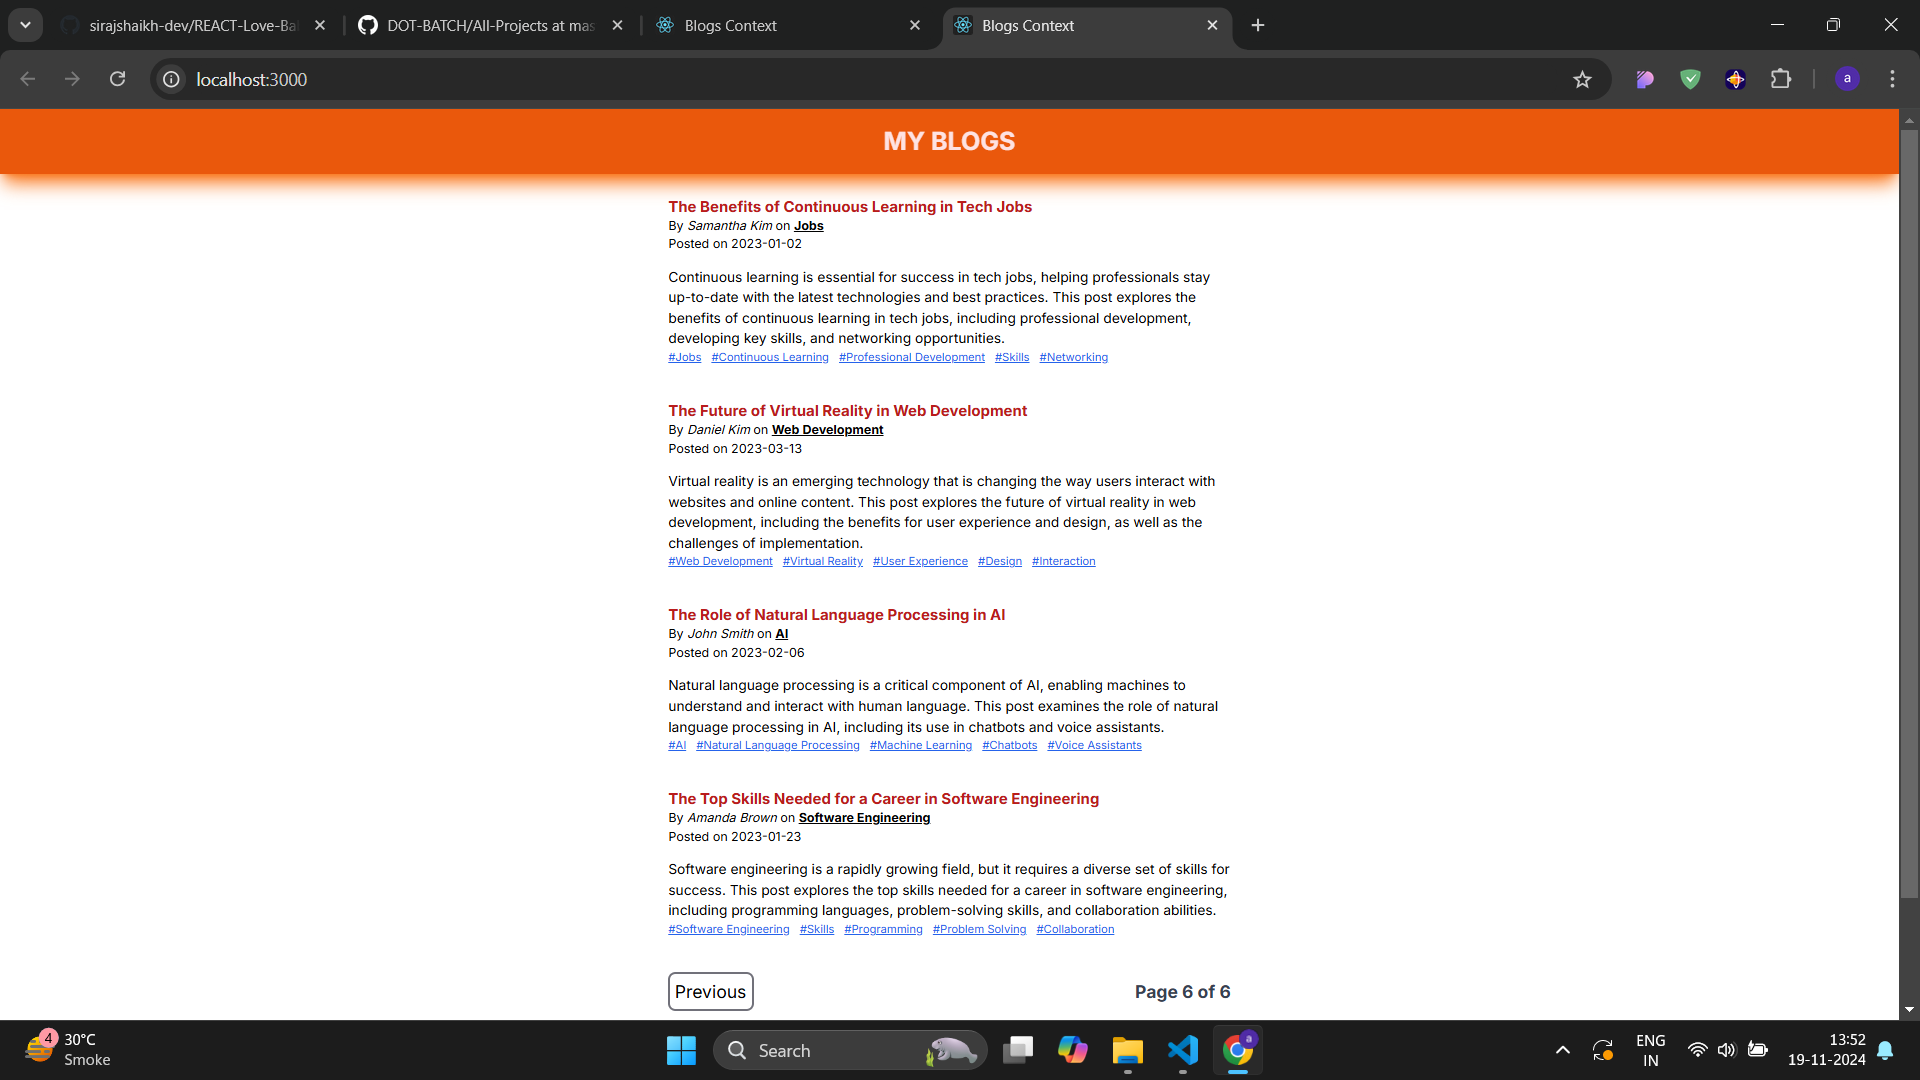 sirajshaikh-dev/REACT-Love-Ba
DOT-BATCH/All-Projects at mas
Blogs Context
Blogs Context
localhost:3000
a
MY BLOGS
The Benefits of Continuous Learning in Tech Jobs
By Samantha Kim on Jobs
Posted on 2023-01-02
Continuous learning is essential for success in tech jobs, helping professionals stay
up-to-date with the latest technologies and best practices. This post explores the
benefits of continuous learning in tech jobs, including professional development,
developing key skills, and networking opportunities.
#Jobs #Continuous Learning #Professional Development #Skills #Networking
The Future of Virtual Reality in Web Development
By Daniel Kim on Web Development
Posted on 2023-03-13
Virtual reality is an emerging technology that is changing the way users interact with
websites and online content. This post explores the future of virtual reality in web
development, including the benefits for user experience and design, as well as the
challenges of implementation.
#Web Development #Virtual Reality #User Experience #Design #Interaction
The Role of Natural Language Processing in AI
By John Smith on AI
Posted on 2023-02-06
Natural language processing is a critical component of AI, enabling machines to
understand and interact with human language. This post examines the role of natural
language processing in AI, including its use in chatbots and voice assistants.
#AI #Natural Language Processing #Machine Learning #Chatbots #Voice Assistants
The Top Skills Needed for a Career in Software Engineering
By Amanda Brown on Software Engineering
Posted on 2023-01-23
Software engineering is a rapidly growing field, but it requires a diverse set of skills for
success. This post explores the top skills needed for a career in software engineering,
including programming languages, problem-solving skills, and collaboration abilities.
#Software Engineering #Skills #Programming #Problem Solving #Collaboration
Previous
Page 6 of 6
4
30°C
Smoke
Search
a
ENG
IN
13:52
19-11-2024